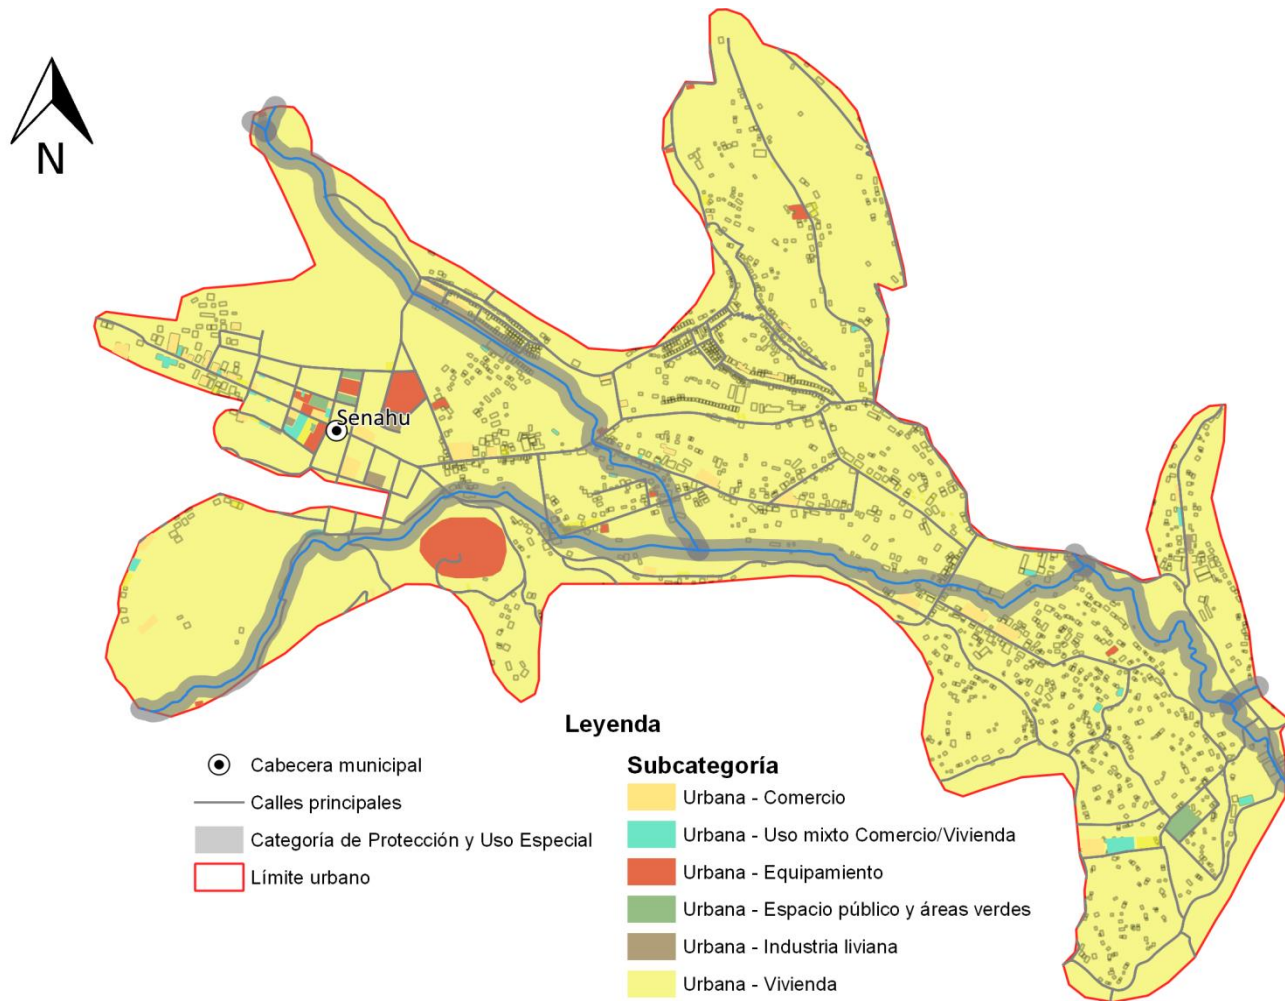 N
Senahu
Leyenda
Cabecera municipal
Calles principales
Categoría de Protección y Uso Especial
Límite urbano
Subcategoría
Urbana - Comercio
Urbana - Uso mixto Comercio/Vivienda
Urbana - Equipamiento
Urbana - Espacio público y áreas verdes
Urbana - Industria liviana
Urbana - Vivienda